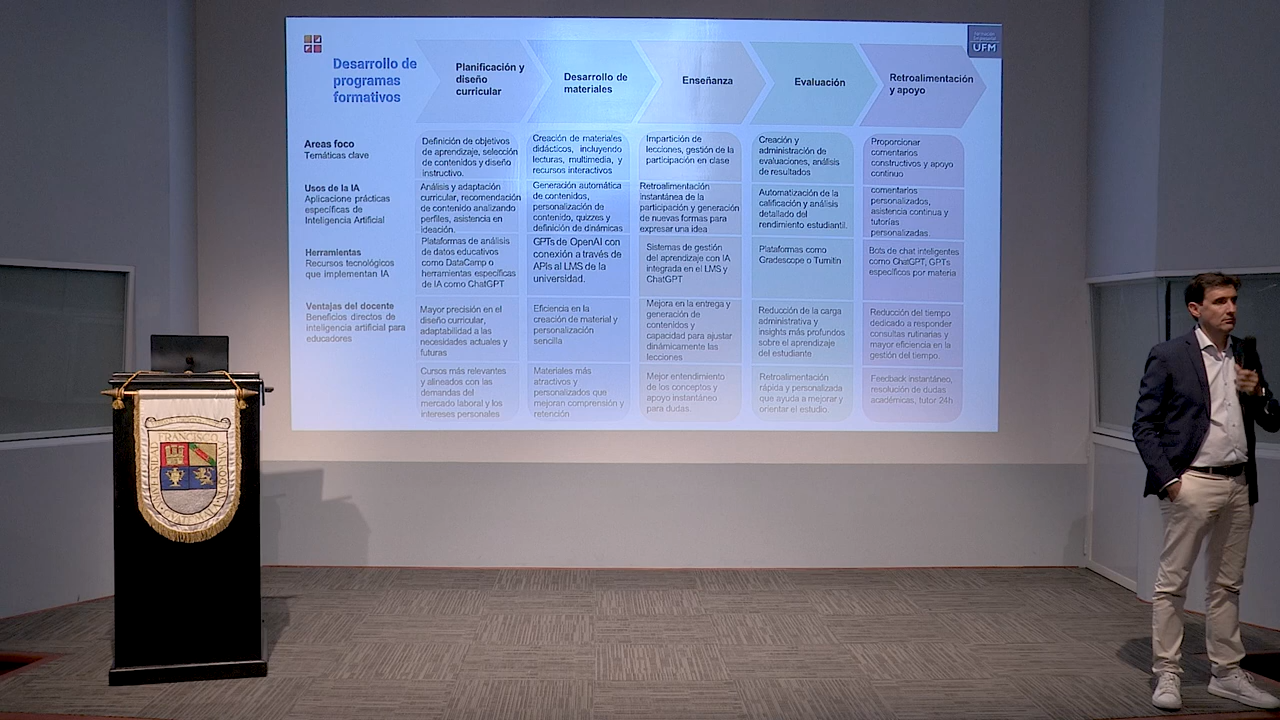 Desarrollo de
programas
formativos
Planificación y
diseño
curricular
Desarrollo de
materiales
Enseñanza
Evaluación
Retroalimentación
y apoyo
UFM
Areas foco
Temáticas clave
Definición de objetivos
de aprendizaje, selección
de contenidos y diseño
instructivo.
Creación de materiales
didácticos, incluyendo
lecturas, multimedia, y
recursos interactivos
Impartición de
lecciones, gestión de la
participación en clase
Creación y
administración de
evaluaciones, análisis
de resultados
Proporcionar
comentarios
constructivos y apoyo
continuo
Usos de la IA
Aplicacione prácticas
específicas de
Inteligencia Artificial
Análisis y adaptación
curricular, recomendación
de contenido analizando
perfiles, asistencia en
ideación.
Generación automática
de contenidos,
personalización de
contenido, quizzes y
definición de dinámicas
Retroalimentación
instantánea de la
participación y generación
de nuevas formas para
expresar una idea
Automatización de la
calificación y análisis
detallado del
rendimiento estudiantil.
comentarios
personalizados,
asistencia continua y
tutorías
personalizadas.
Herramientas
Recursos tecnológicos
que implementan IA
Plataformas de análisis
de datos educativos
como DataCamp o
herramientas específicas
de IA como ChatGPT
GPTs de OpenAI con
conexión a través de
APIs al LMS de la
universidad.
Sistemas de gestión
del aprendizaje con IA
integrada en el LMS y
ChatGPT
Plataformas como
Gradescope o Turnitin
Bots de chat inteligentes
como ChatGPT, GPTs
específicos por materia
Ventajas del docente
Beneficios directos de
inteligencia artificial para
educadores
Mayor precisión en el
diseño curricular,
adaptabilidad a las
necesidades actuales y
futuras
Eficiencia en la
creación de material y
personalización
sencilla
Mejora en la entrega y
generación de
contenidos y
capacidad para ajustar
dinámicamente las
lecciones
Reducción de la carga
administrativa y
insights más profundos
sobre el aprendizaje
del estudiante
Reducción del tiempo
dedicado a responder
consultas rutinarias y
mayor eficiencia en la
gestión del tiempo.
Cursos más relevantes
y alineados con las
demandas del
mercado laboral y los
intereses personales
Materiales más
atractivos y
personalizados que
mejoran comprensión y
retención
Mejor entendimiento
de los conceptos y
apoyo instantáneo
para dudas.
Retroalimentación
rápida y personalizada
que ayuda a mejorar y
orientar el estudio.
Feedback instantáneo,
resolución de dudas
académicas, tutor 24h
FRANCISCO